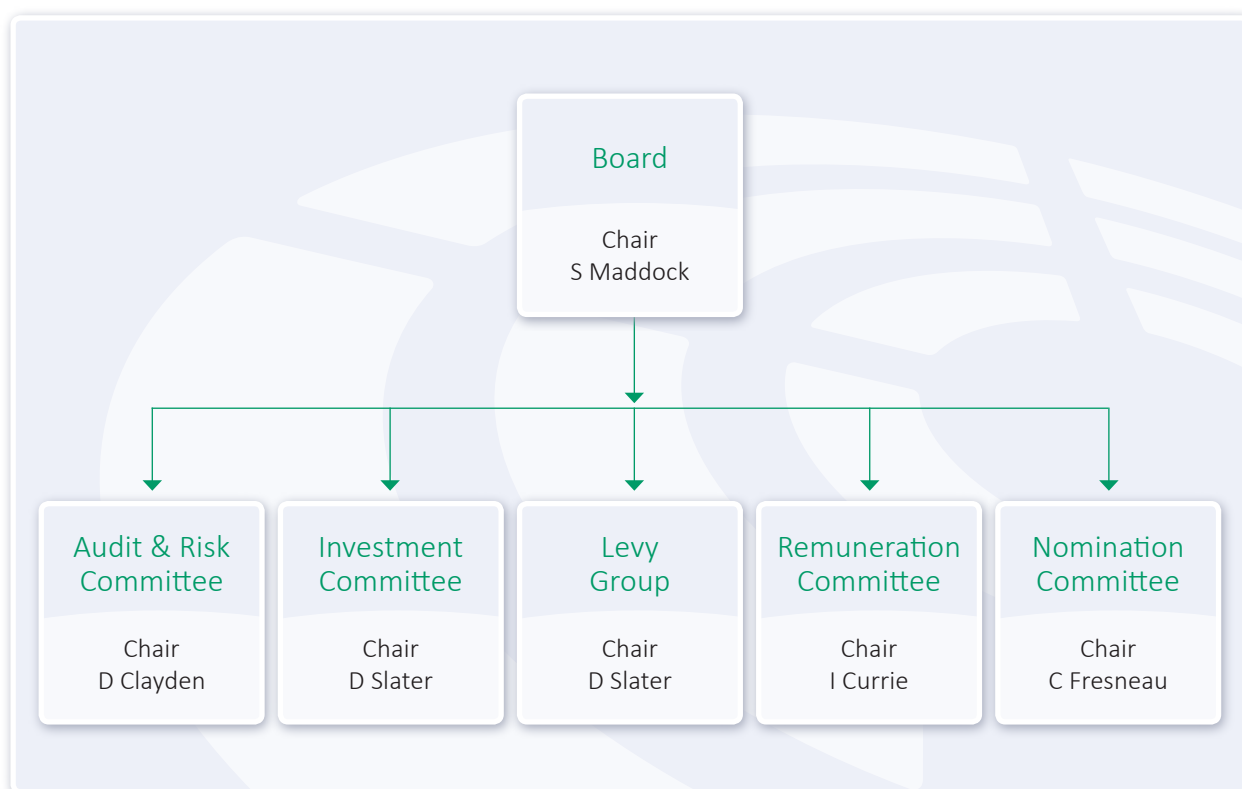 Board
Chair
S Maddock
Audit & Risk
Committee
Chair
D Clayden
Investment
Committee
Chair
D Slater
Levy
Group
Chair
D Slater
Remuneration
Committee
Chair
I Currie
Nomination
Committee
Chair
C Fresneau